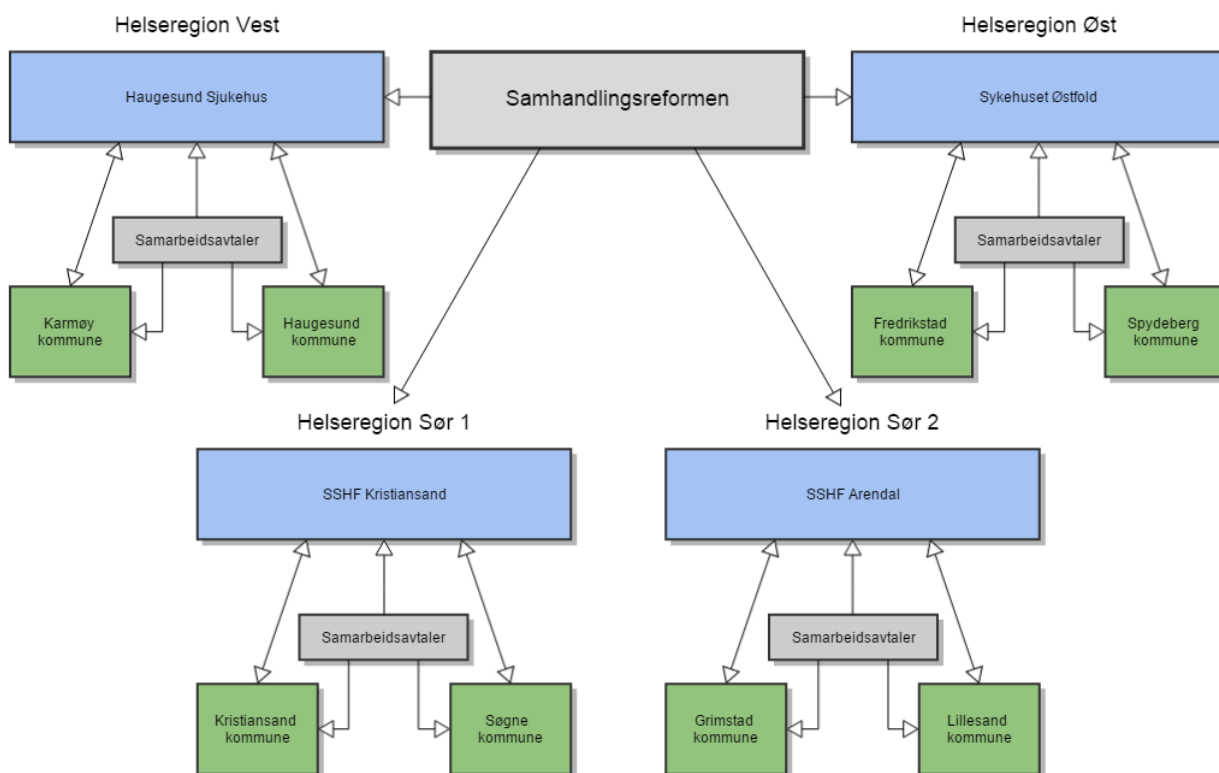 Helseregion Vest
Helseregion Øst
Haugesund Sjukehus
Samhandlingsreformen
Sykehuset Østfold
Samarbeidsavtaler
Samarbeidsavtaler
Karmøy
kommune
Haugesund
kommune
Fredrikstad
kommune
Spydeberg
kommune
Helseregion Sør 1
Helseregion Sør 2
SSHF Kristiansand
SSHF Arendal
Samarbeidsavtaler
Samarbeidsavtaler
Kristiansand
kommune
Søgne
kommune
Grimstad
kommune
Lillesand
kommune